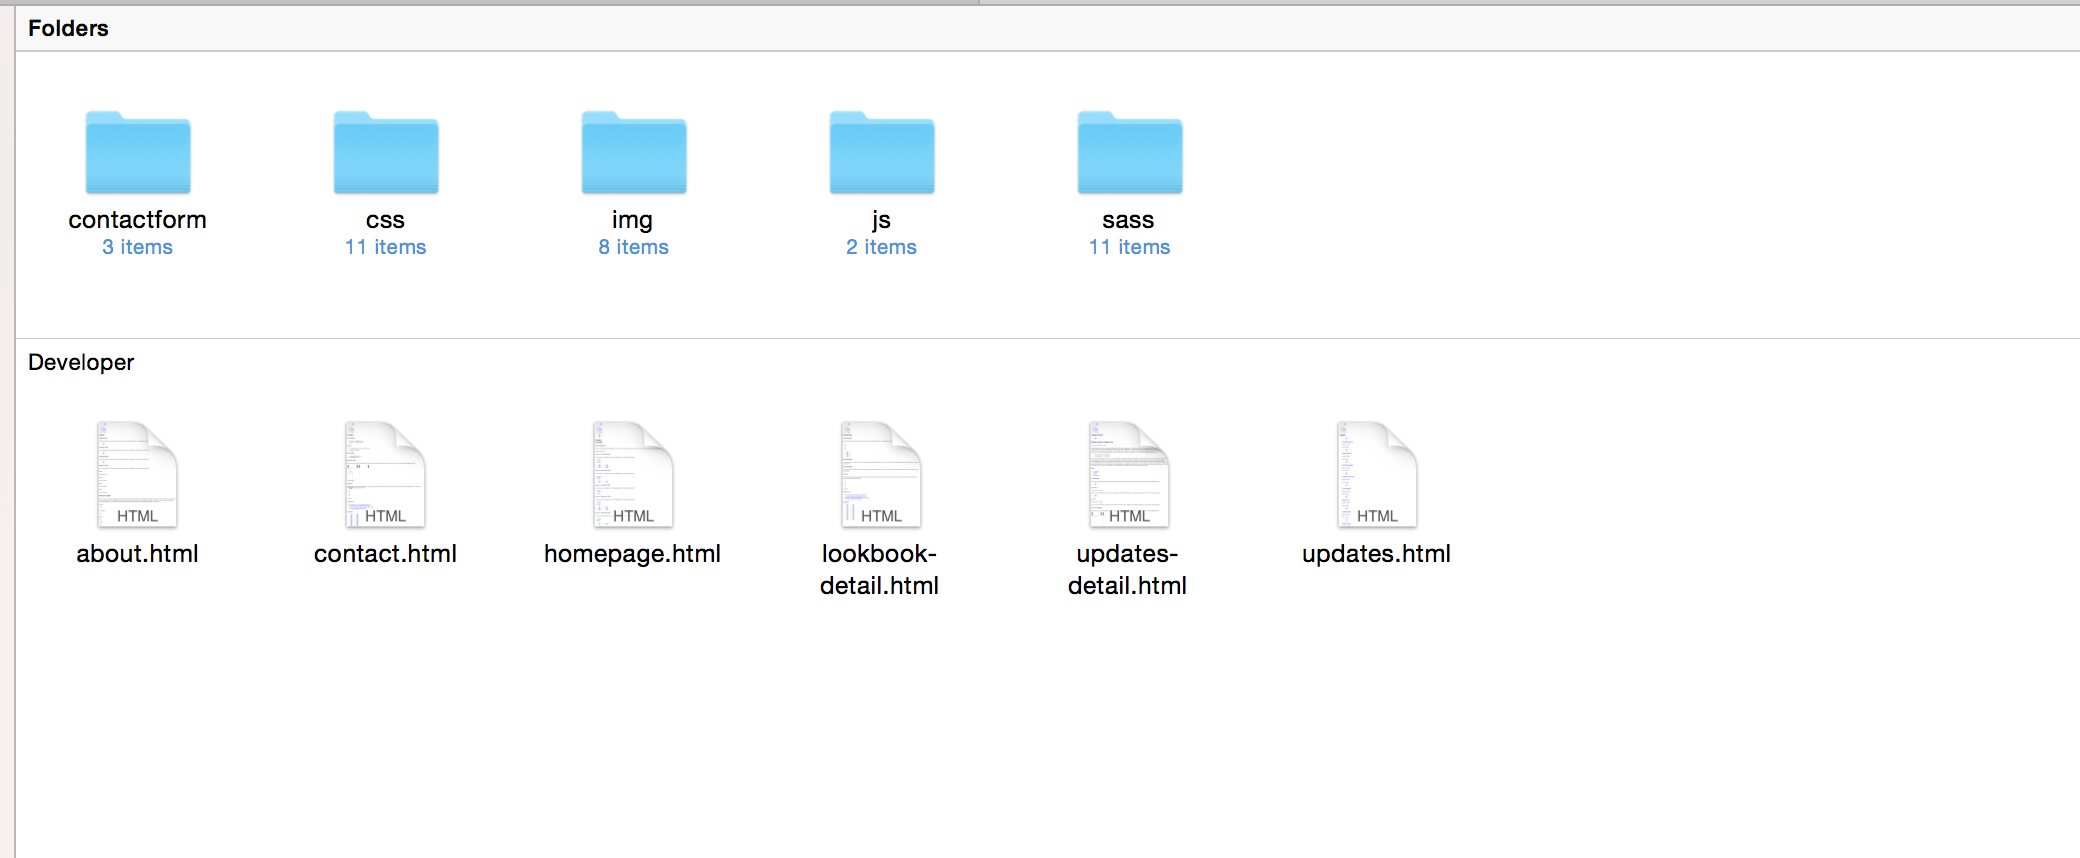 Folders
contactform
3 items
css
11 items
img
8 items
js
2 items
sass
11 items
Developer
HTML
about.html
HTML
contact.html
HTML
homepage.html
HTML
lookbook-
detail.html
HTML
updates-
detail.html
HTML
updates.html